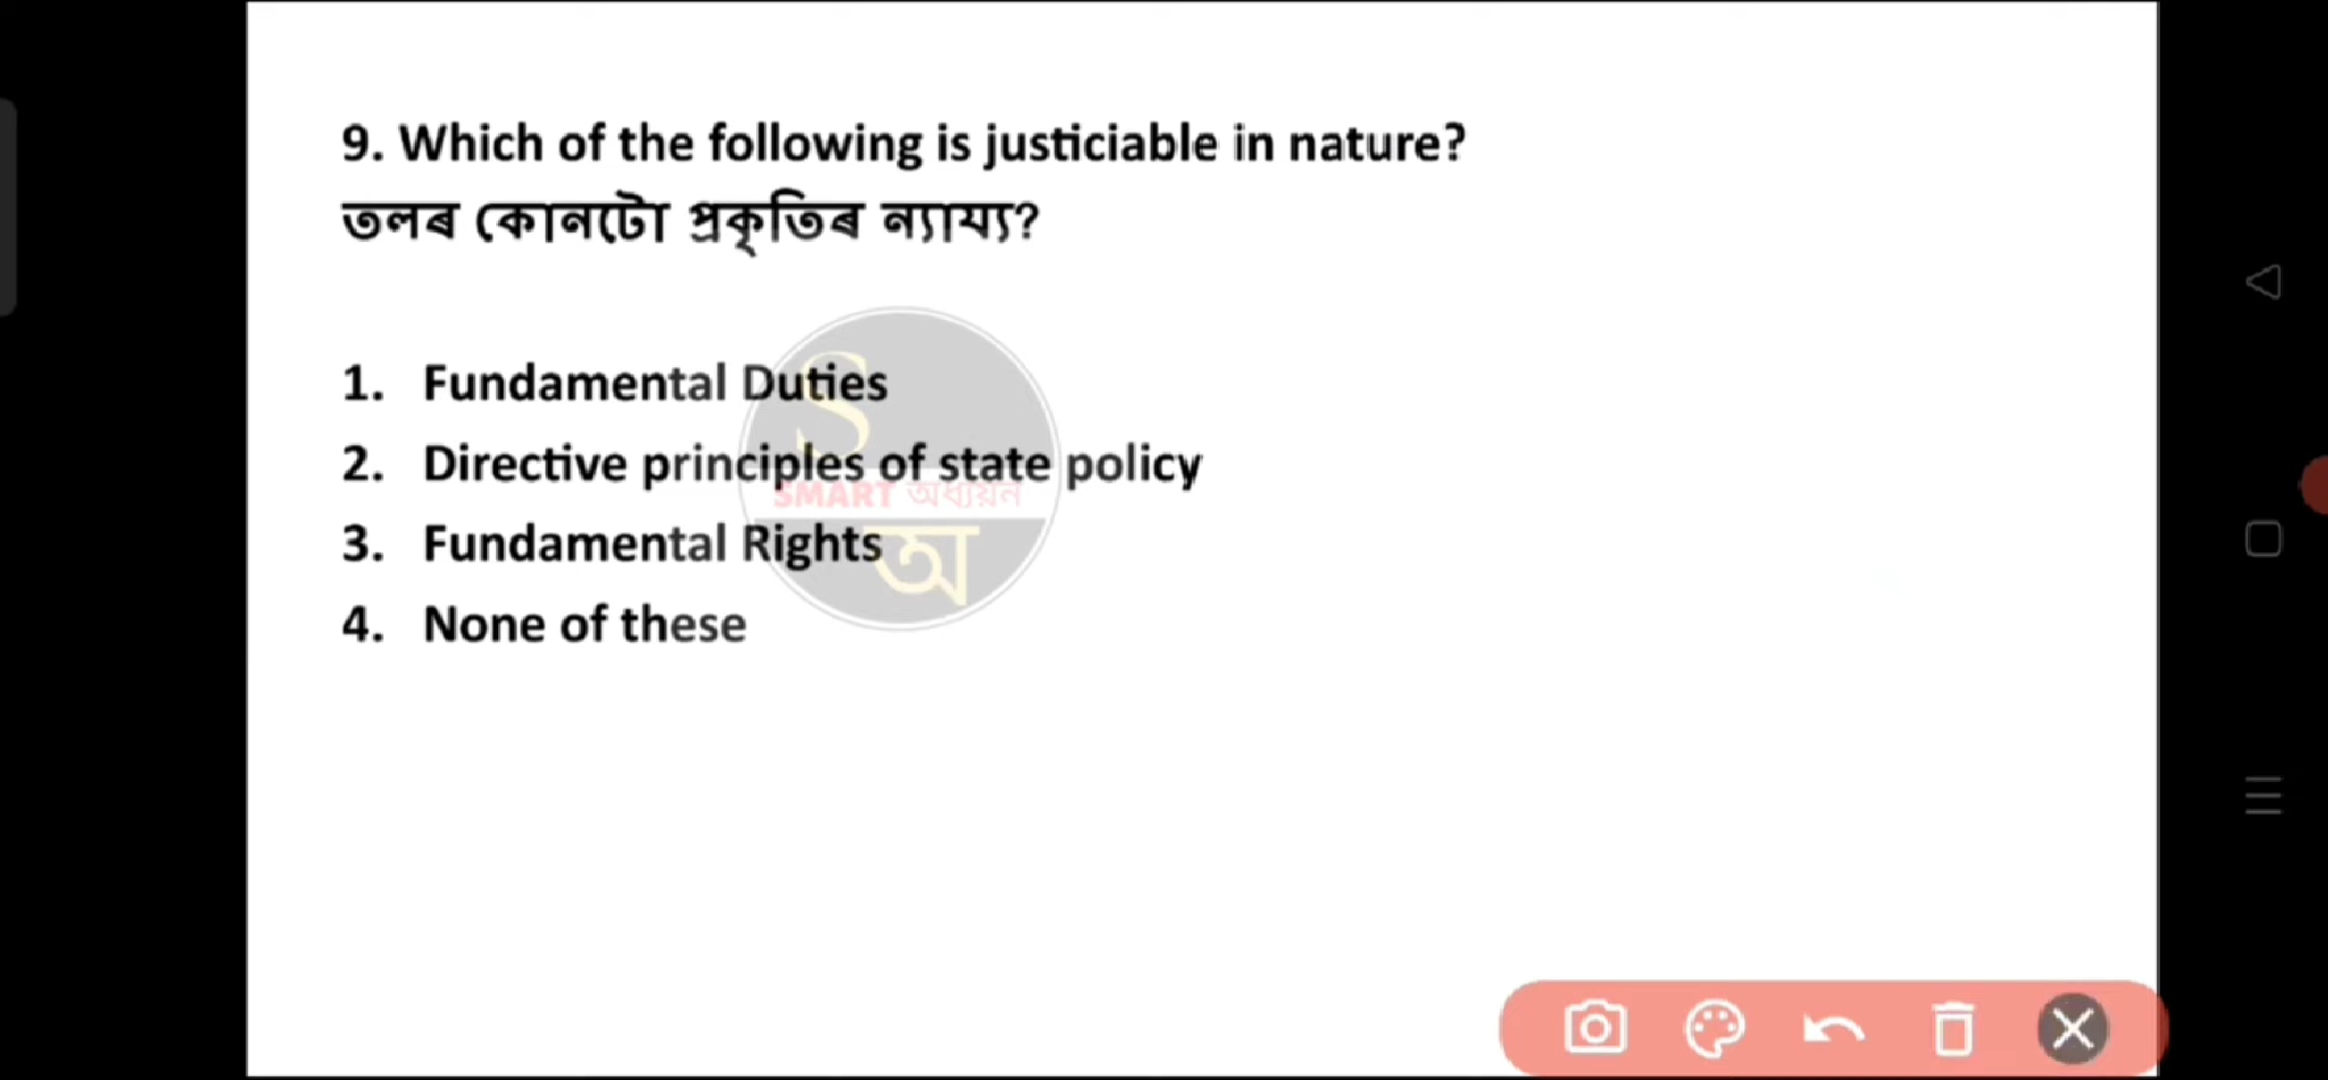 9. Which of the following is justiciable in nature?
তলৰ কোনটো প্ৰকৃতিৰ ন্যায্য?
1. Fundamental Duties
2. Directive principles of state policy
3. Fundamental Rights
4. None of these
S
SMART অধ্যয়ন
অ